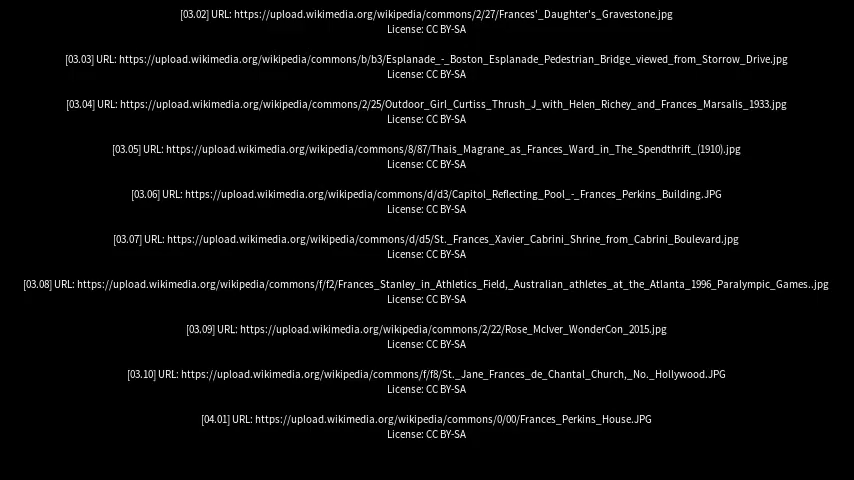 [03.02] URL: https://upload.wikimedia.org/wikipedia/commons/2/27/Frances'_Daughter's_Gravestone.jpg
License: CC BY-SA
[03.03] URL: https://upload.wikimedia.org/wikipedia/commons/b/b3/Esplanade_-_Boston_Esplanade_Pedestrian_Bridge_viewed_from_Storrow_Drive.jpg
License: CC BY-SA
[03.04] URL: https://upload.wikimedia.org/wikipedia/commons/2/25/Outdoor_Girl_Curtiss_Thrush_J_with_Helen_Richey_and_Frances_Marsalis_1933.jpg
License: CC BY-SA
[03.05] URL: https://upload.wikimedia.org/wikipedia/commons/8/87/Thais_Magrane_as_Frances_Ward_in_The_Spendthrift_(1910).jpg
License: CC BY-SA
[03.06] URL: https://upload.wikimedia.org/wikipedia/commons/d/d3/Capitol_Reflecting_Pool_-_Frances_Perkins_Building.JPG
License: CC BY-SA
[03.07] URL: https://upload.wikimedia.org/wikipedia/commons/d/d5/St._Frances_Xavier_Cabrini_Shrine_from_Cabrini_Boulevard.jpg
License: CC BY-SA
[03.08] URL: https://upload.wikimedia.org/wikipedia/commons/f/f2/Frances_Stanley_in_Athletics_Field,_Australian_athletes_at_the_Atlanta_1996_Paralympic_Games..jpg
License: CC BY-SA
[03.09] URL: https://upload.wikimedia.org/wikipedia/commons/2/22/Rose_McIver_WonderCon_2015.jpg
License: CC BY-SA
[03.10] URL: https://upload.wikimedia.org/wikipedia/commons/f/f8/St._Jane_Frances_de_Chantal_Church,_No._Hollywood.JPG
License: CC BY-SA
[04.01] URL: https://upload.wikimedia.org/wikipedia/commons/0/00/Frances_Perkins_House.JPG
License: CC BY-SA